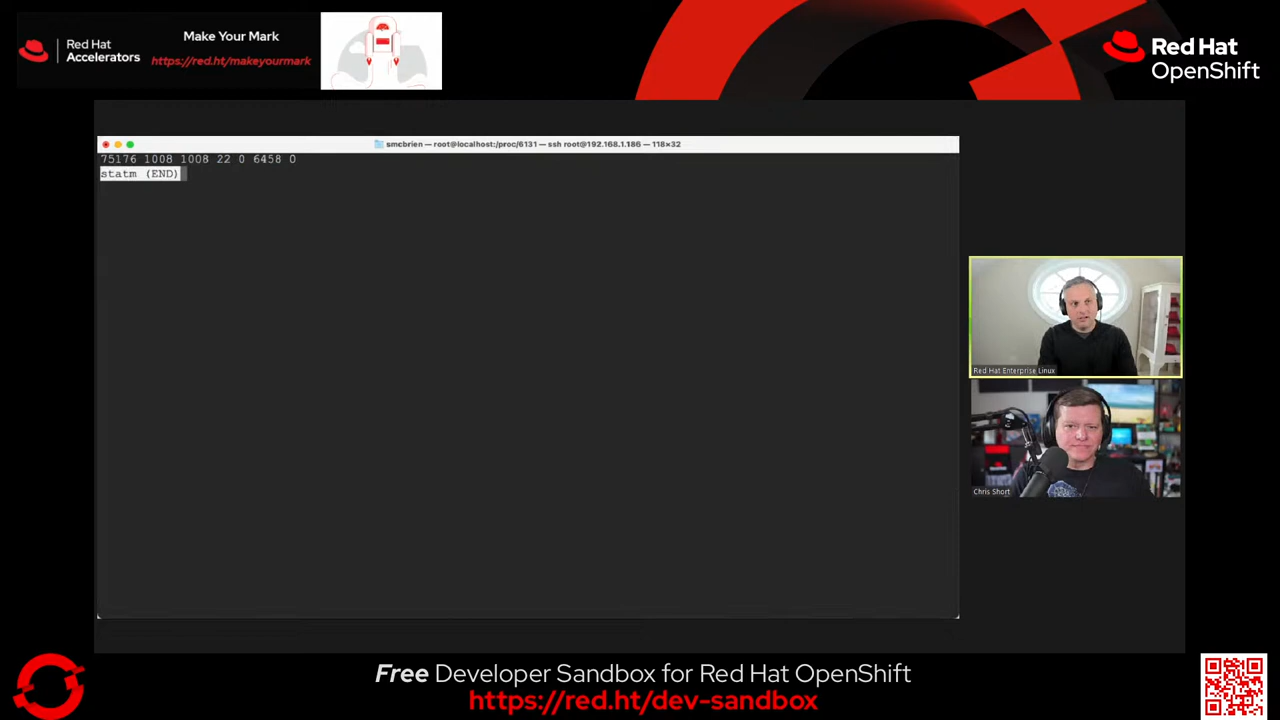 Red Hat
Accelerators
Make Your Mark
https://red.ht/makeyourmark
Red Hat
OpenShift
smcbrien — root@localhost:/proc/6131 — ssh root@192.168.1.186 — 118×32
75176 1008 1008 22 0 6458 0
statm (END)
Red Hat Enterprise Linux
Chris Short
Free Developer Sandbox for Red Hat OpenShift
https://red.ht/dev-sandbox